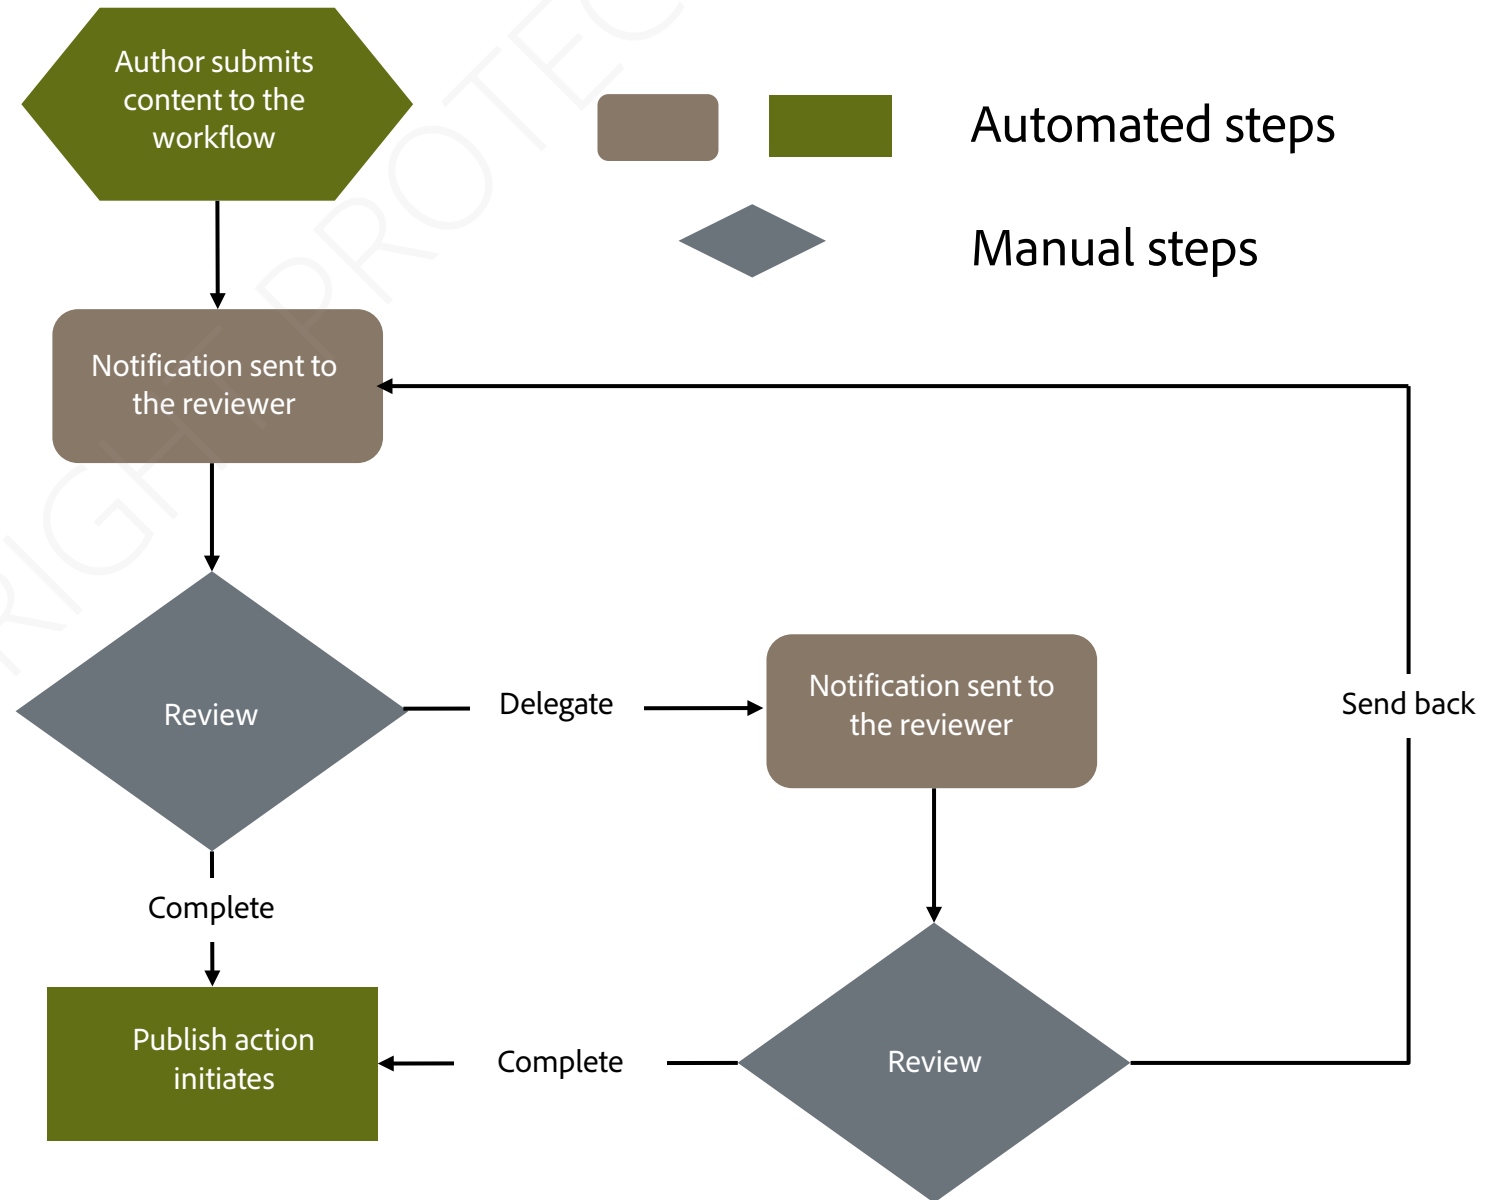 Author submits
content to the
workflow
Automated steps
Manual steps
Notification sent to
the reviewer
Review
Delegate
Notification sent to
the reviewer
Send back
Complete
Publish action
initiates
Complete
Review